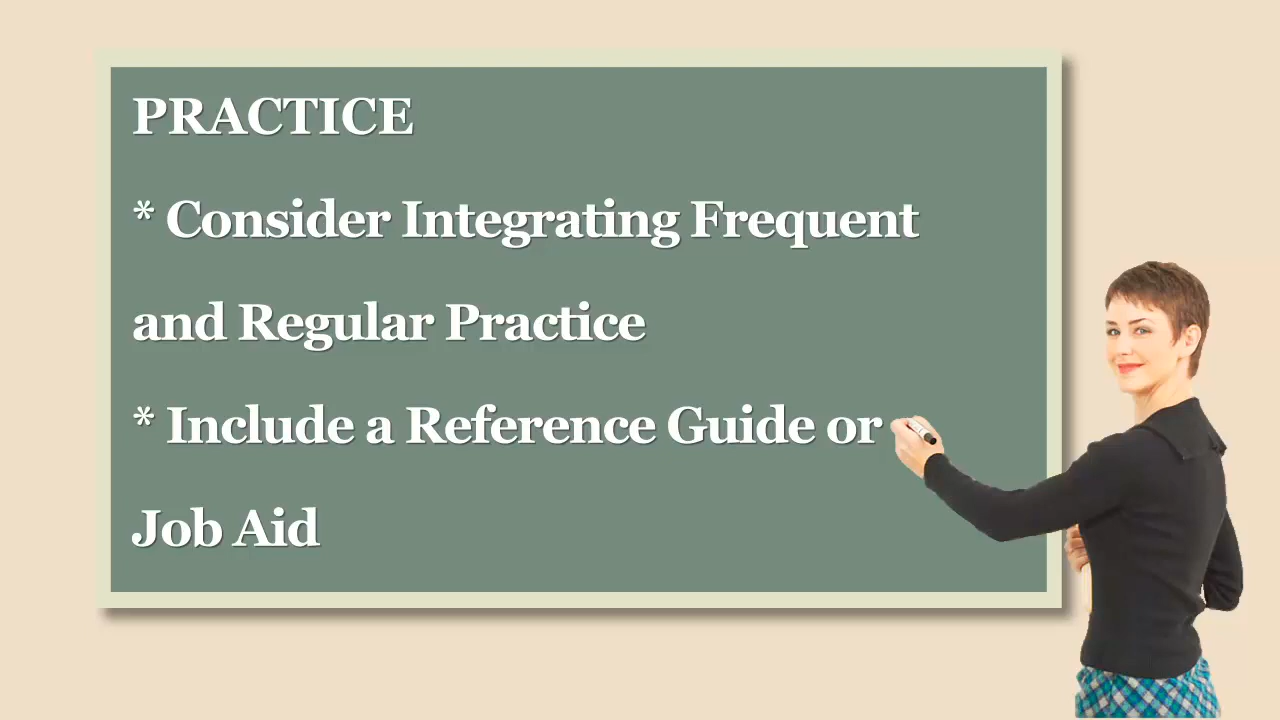 PRACTICE
* Consider Integrating Frequent
and Regular Practice
* Include a Reference Guide or
Job Aid